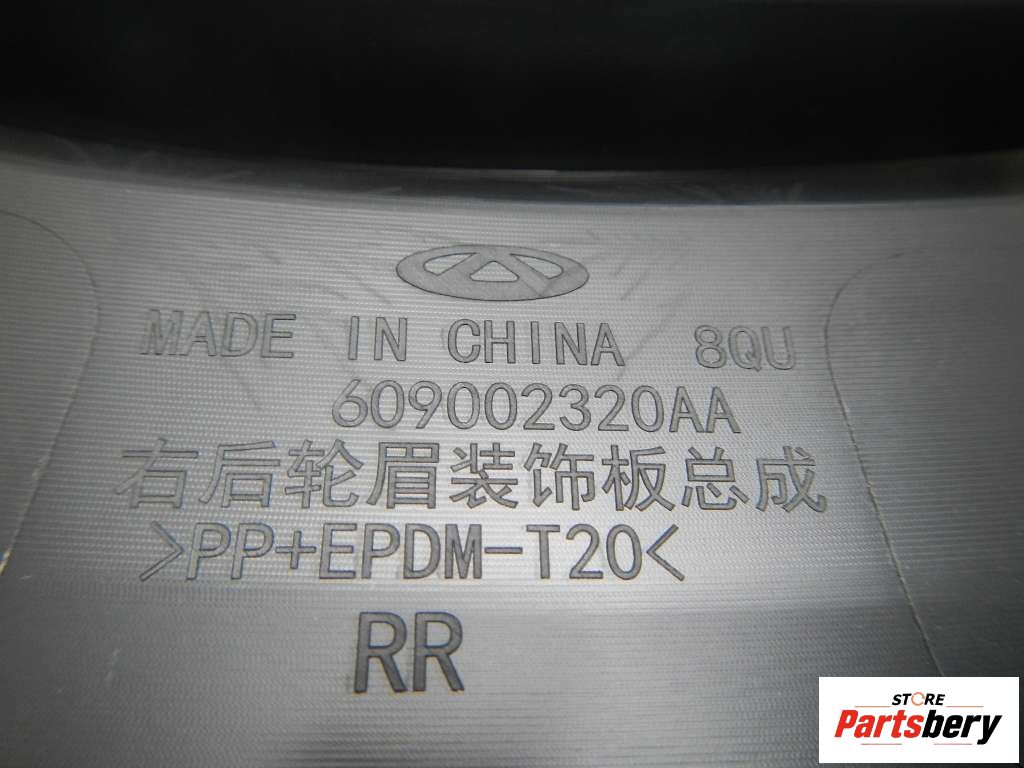 MADE IN CHINA 8QU
609002320AA
右后轮眉装饰板总成
>PP+EPDM-T20<
RR
STORE
Partsbery